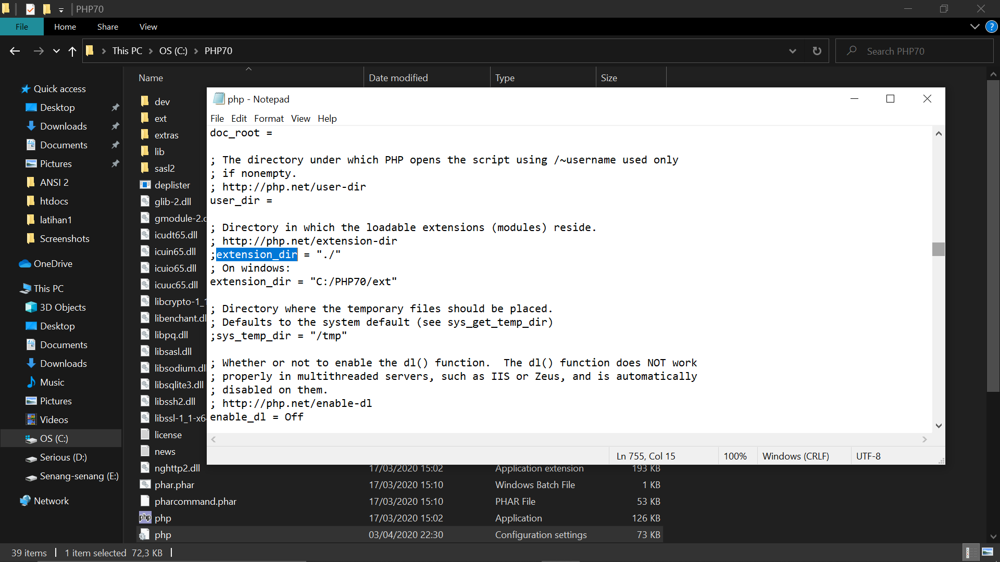 PHP70
File Home Share View
This PC OS (C:) PHP70
Search PHP70
Name Date modified Type Size
Quick access
Desktop
Downloads
Documents
Pictures
ANSI 2
htdocs
latihan1
Screenshots
OneDrive
This PC
3D Objects
Desktop
Documents
Downloads
Music
Pictures
Videos
OS (C:)
Serious (D:)
Senang-senang (E:)
Network
dev
ext
extras
lib
sasl2
deplister
glib-2.dll
gmodule-2.d
icudt65.dll
icuin65.dll
icuio65.dll
icuuc65.dll
libcrypto-1_1
libenchant.dl
libpq.dll
libsasl.dll
libsodium.dl
libsqlite3.dll
libssh2.dll
libssl-1_1-x64
license
news
nghttp2.dll 17/03/2020 15:02 Application extension 193 KB
phar.phar 17/03/2020 15:10 Windows Batch File 1 KB
pharcommand.phar 17/03/2020 15:10 PHAR File 53 KB
php php 17/03/2020 15:02 Application 126 KB
php 03/04/2020 22:30 Configuration settings 73 KB
php - Notepad
File Edit Format View Help
doc_root =
; The directory under which PHP opens the script using /~username used only
; if nonempty.
; http://php.net/user-dir
user_dir =
; Directory in which the loadable extensions (modules) reside.
; http://php.net/extension-dir
;extension_dir = "./"
; On windows:
extension_dir = "C:/PHP70/ext"
; Directory where the temporary files should be placed.
; Defaults to the system default (see sys_get_temp_dir)
;sys_temp_dir = "/tmp"
; Whether or not to enable the dl() function.  The dl() function does NOT work
; properly in multithreaded servers, such as IIS or Zeus, and is automatically
; disabled on them.
; http://php.net/enable-dl
enable_dl = Off
Ln 755, Col 15 100% Windows (CRLF) UTF-8
39 items 1 item selected 72,3 KB